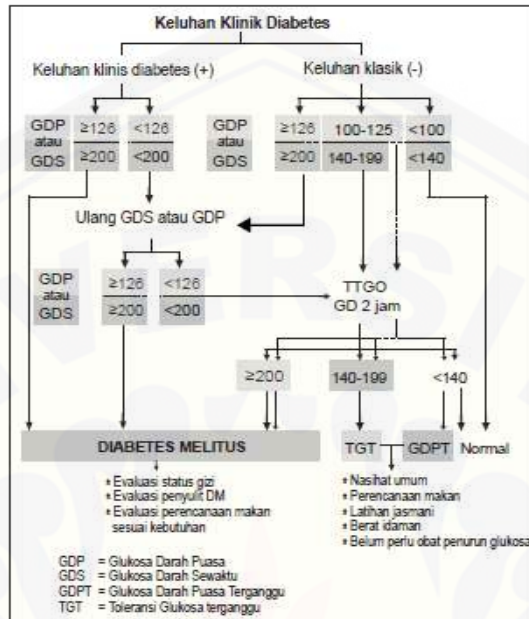 Keluhan Klinik Diabetes
Keluhan klinis diabetes (+)
Keluhan klasik (-)
GDP
atau
GDS
≥126 <126
≥200 <200
GDP
atau
GDS
≥126 100-125 <100
≥200 140-199 <140
Ulang GDS atau GDP
GDP
atau
GDS
≥126 <126
≥200 <200
TTGO
GD 2 jam
≥200 140-199 <140
DIABETES MELITUS
TGT GDPT Normal
* Evaluasi status gizi
* Evaluasi penyulit DM
* Evaluasi perencanaan makan
sesuai kebutuhan
* Nasihat umum
* Perencanaan makan
* Latihan jasmani
* Berat idaman
* Belum perlu obat penurun glukosa
GDP = Glukosa Darah Puasa
GDS = Glukosa Darah Sewaktu
GDPT = Glukosa Darah Puasa Terganggu
TGT = Toleransi Glukosa terganggu